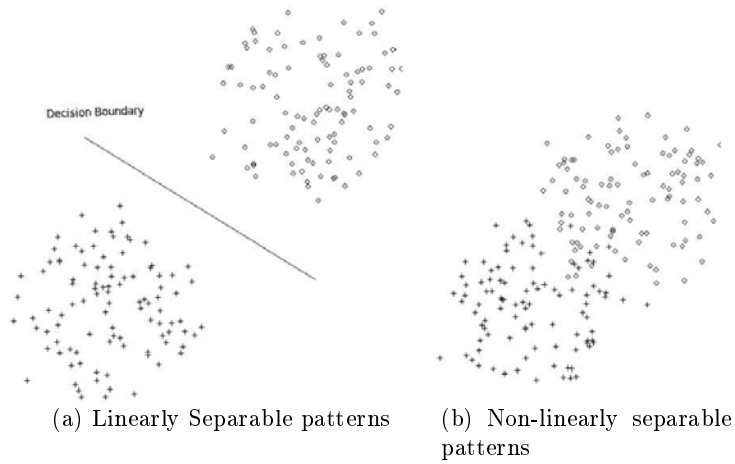 Decision Boundary
(a) Linearly Separable patterns
(b) Non-linearly separable
patterns